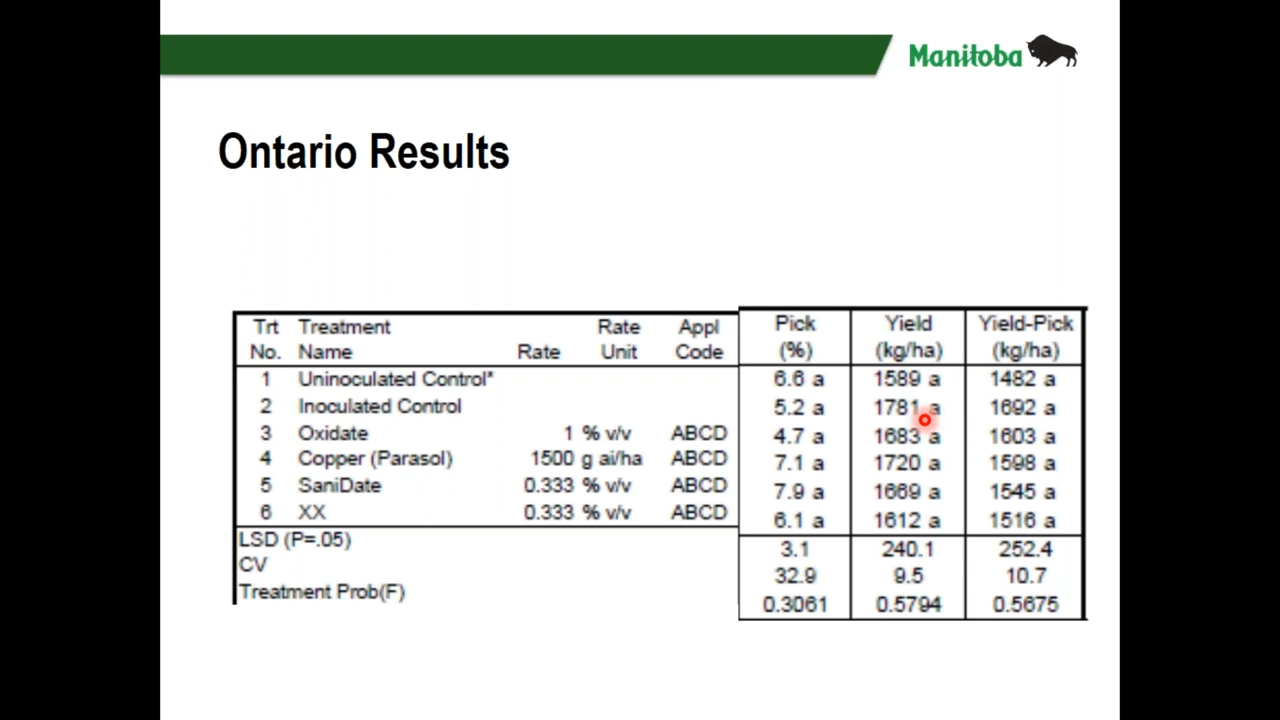 Manitoba
Ontario Results
Trt Treatment Rate Appl Pick Yield Yield-Pick
No. Name Rate Unit Code (%) (kg/ha) (kg/ha)
1 Uninoculated Control* 6.6 a 1589 a 1482 a
2 Inoculated Control 5.2 a 1781 a 1692 a
3 Oxidate 1 % v/v ABCD 4.7 a 1683 a 1603 a
4 Copper (Parasol) 1500 g ai/ha ABCD 7.1 a 1720 a 1598 a
5 SaniDate 0.333 % v/v ABCD 7.9 a 1669 a 1545 a
6 XX 0.333 % v/v ABCD 6.1 a 1612 a 1516 a
LSD (P=.05) 3.1 240.1 252.4
CV 32.9 9.5 10.7
Treatment Prob(F) 0.3061 0.5794 0.5675